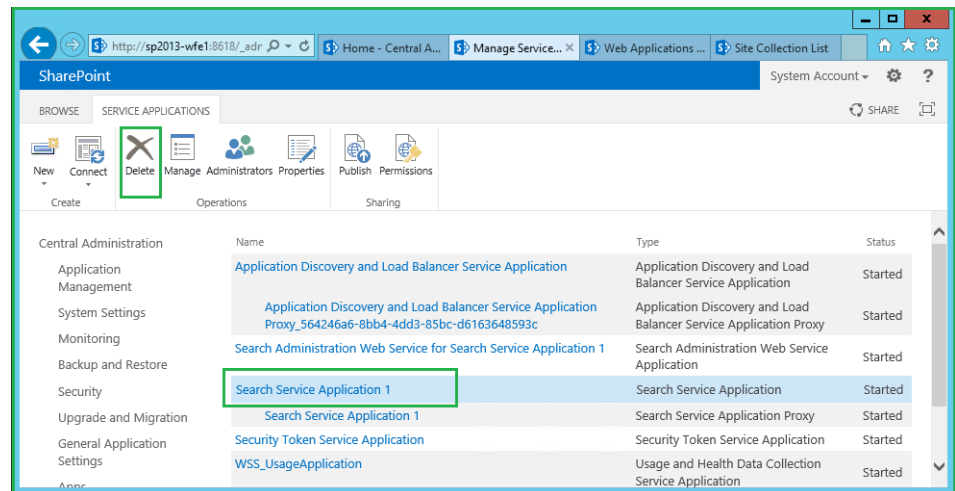 http://sp2013-wfe1:8618/_adr
Home - Central A...
Manage Service...
Web Applications ...
Site Collection List
SharePoint
System Account
?
BROWSE
SERVICE APPLICATIONS
SHARE
New
Connect
Delete
Manage
Administrators
Properties
Publish
Permissions
Create
Operations
Sharing
Central Administration
Application
Management
System Settings
Monitoring
Backup and Restore
Security
Upgrade and Migration
General Application
Settings
Name
Type
Status
Application Discovery and Load Balancer Service Application
Application Discovery and Load
Balancer Service Application
Started
Application Discovery and Load Balancer Service Application
Proxy_564246a6-8bb4-4dd3-85bc-d6163648593c
Application Discovery and Load
Balancer Service Application Proxy
Started
Search Administration Web Service for Search Service Application 1
Search Administration Web Service
Application
Started
Search Service Application 1
Search Service Application
Started
Search Service Application 1
Search Service Application Proxy
Started
Security Token Service Application
Security Token Service Application
Started
WSS_UsageApplication
Usage and Health Data Collection
Service Application
Started